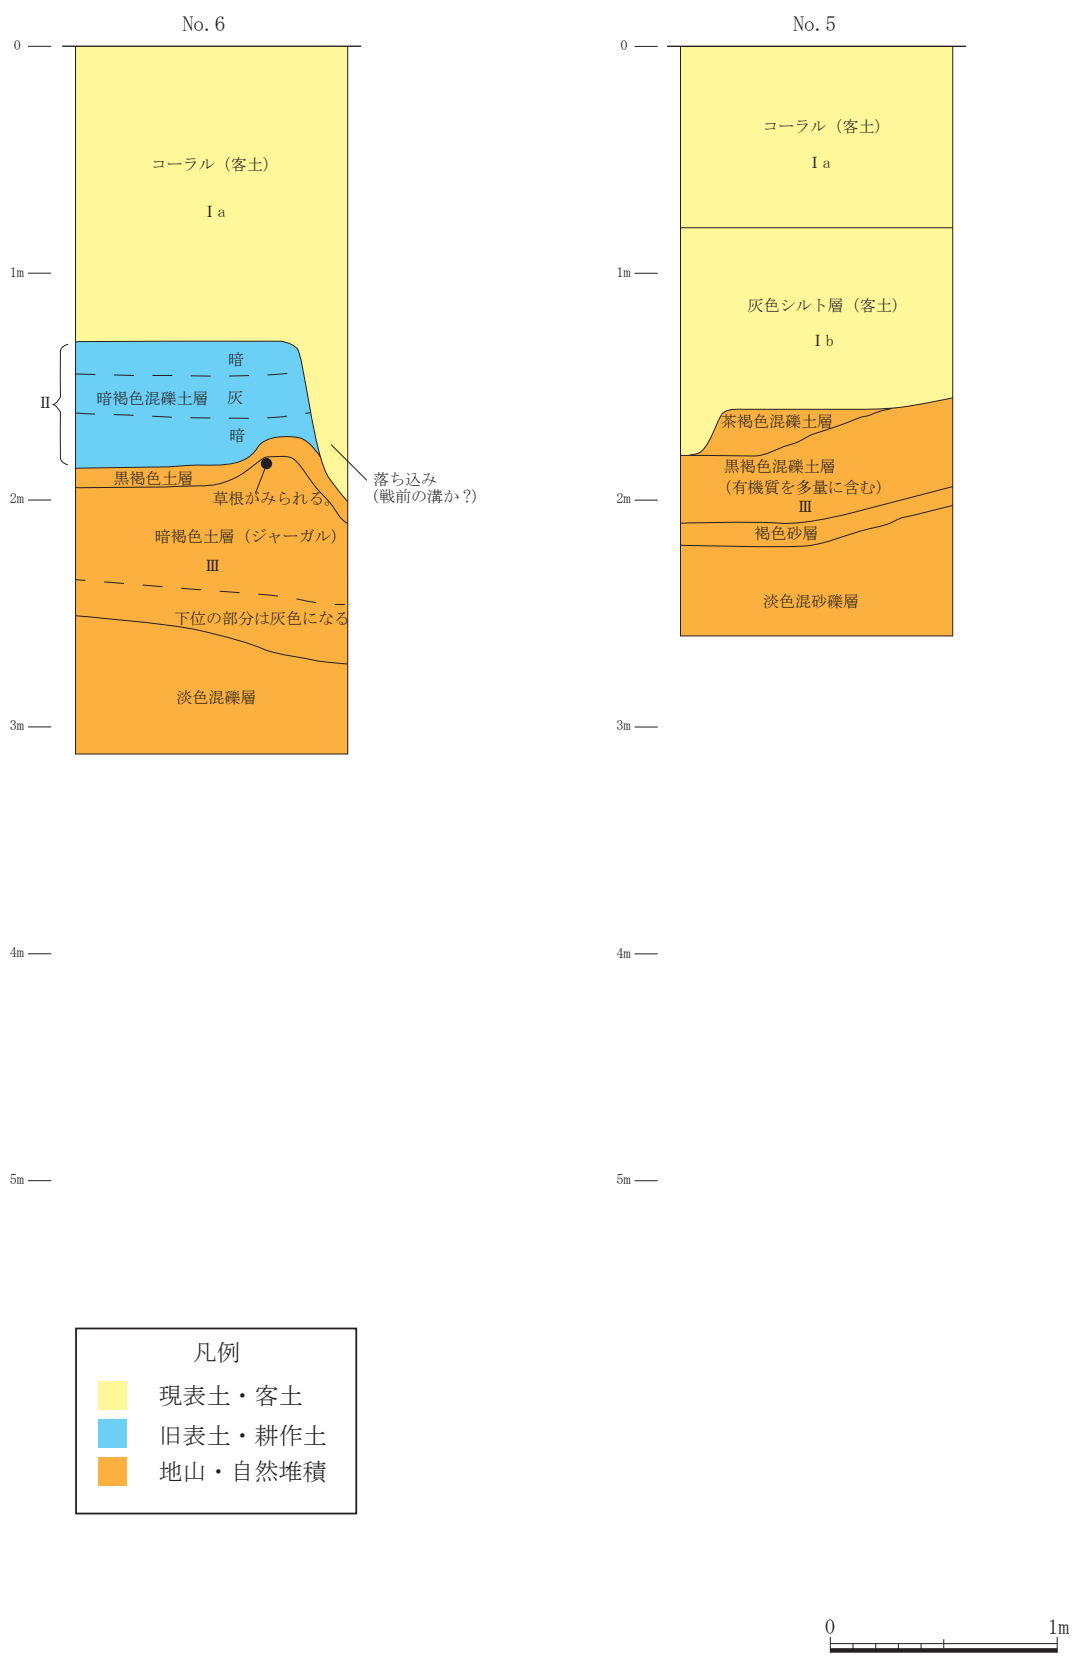 No.6
0
コーラル（客土）
Ⅰa
1m
暗
暗褐色混礫土層 灰
Ⅱ
暗
黒褐色土層
落ち込み
（戦前の溝か？）
2m
草根がみられる。
暗褐色土層（ジャーガル）
Ⅲ
下位の部分は灰色になる
淡色混礫層
3m
4m
5m
No.5
0
コーラル（客土）
Ⅰa
1m
灰色シルト層（客土）
Ⅰb
茶褐色混礫土層
黒褐色混礫土層
（有機質を多量に含む）
2m
Ⅲ
褐色砂層
淡色混砂礫層
3m
4m
5m
凡例
現表土・客土
旧表土・耕作土
地山・自然堆積
0 1m